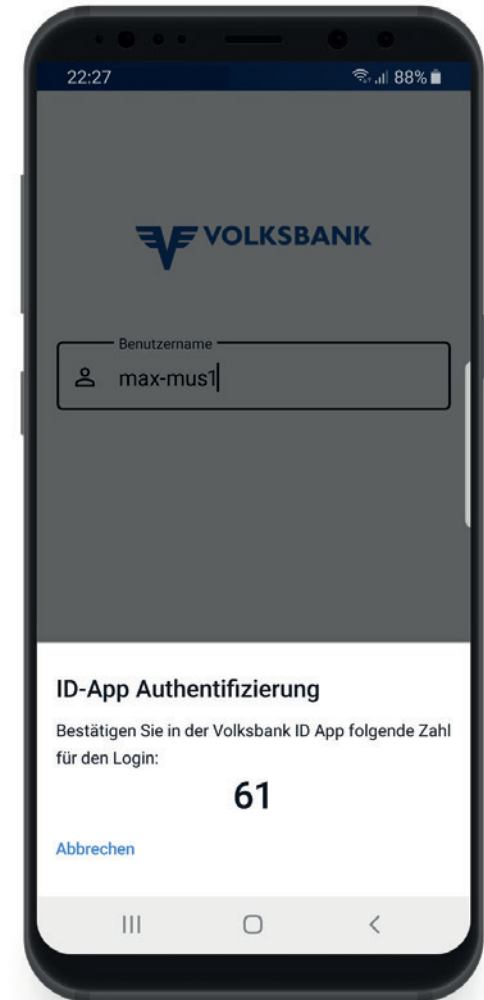 22:27 88%
VOLKSBANK
Benutzername
max-mus1
ID-App Authentifizierung
Bestätigen Sie in der Volksbank ID App folgende Zahl
für den Login:
61
Abbrechen